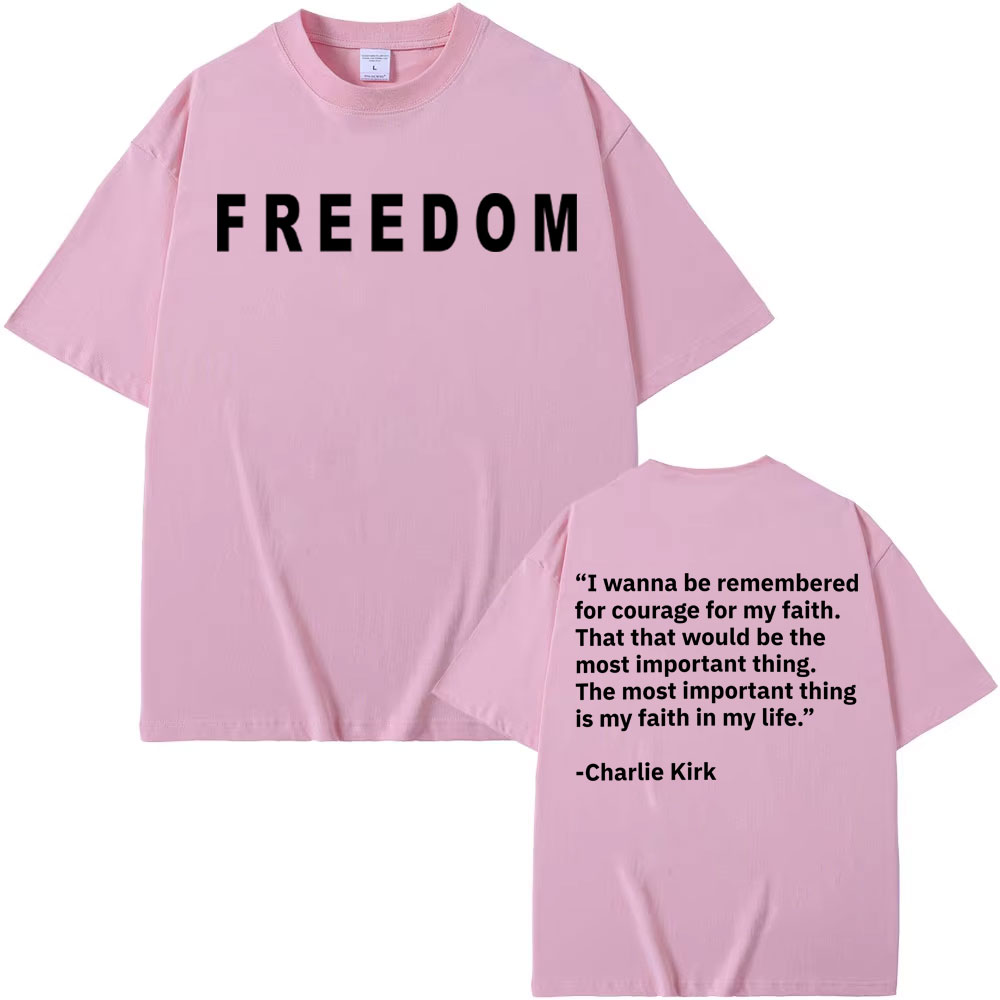 L
FREEDOM
“I wanna be remembered
for courage for my faith.
That that would be the
most important thing.
The most important thing
is my faith in my life.”
-Charlie Kirk